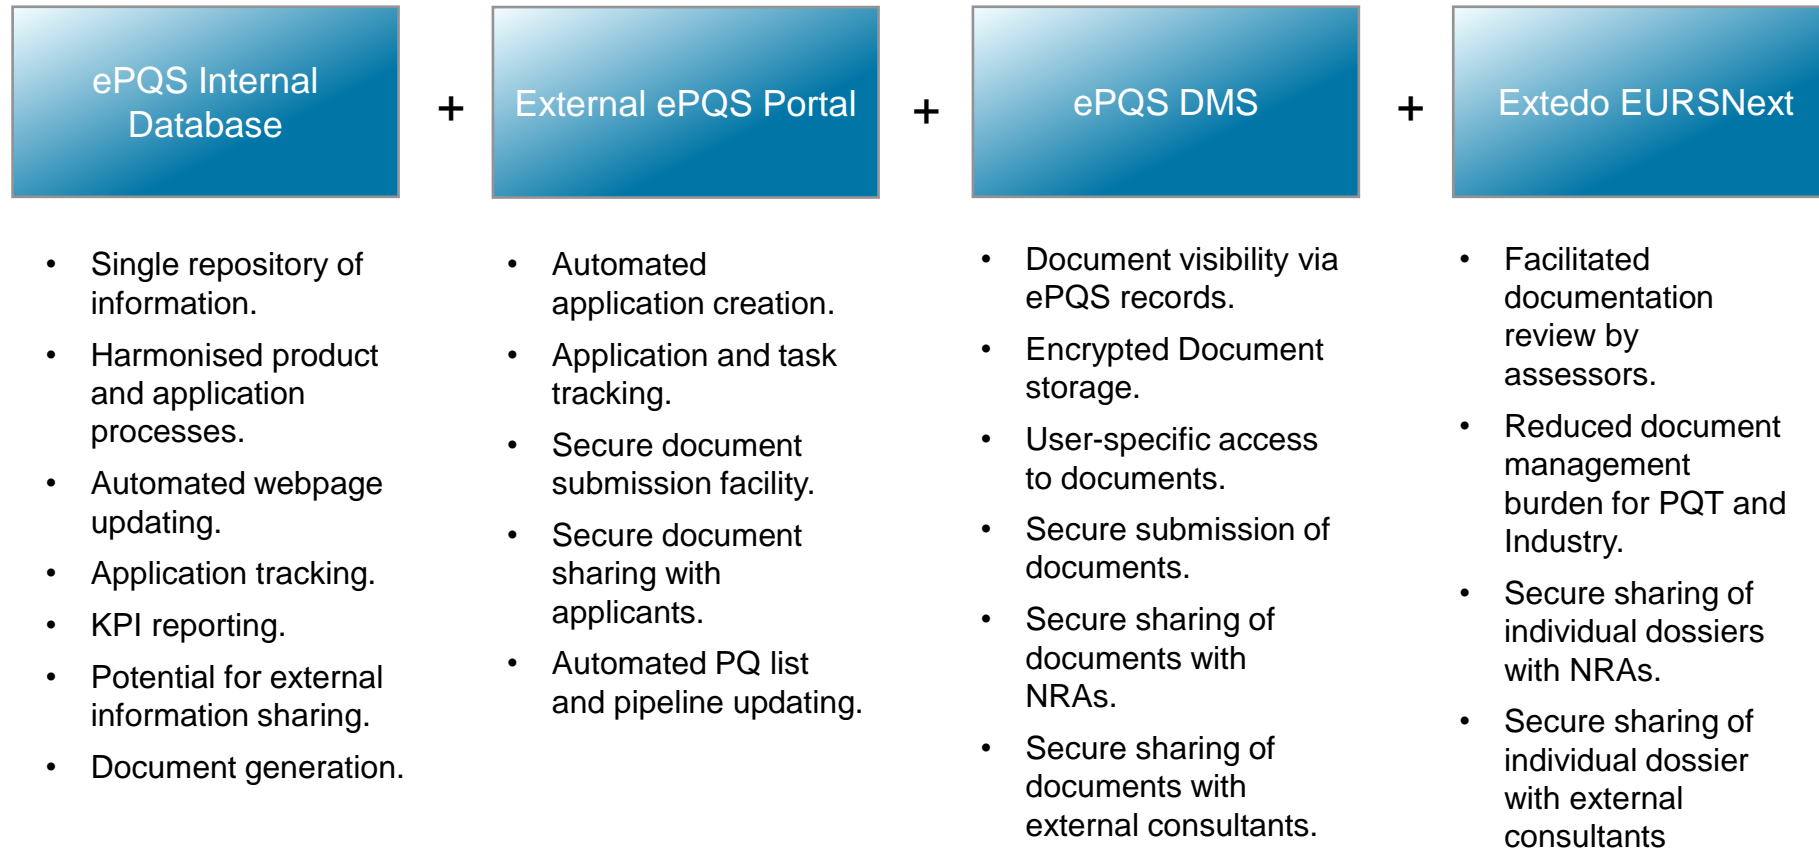 ePQS Internal
Database
+
External ePQS Portal
+
ePQS DMS
+
Extedo EURSNext
• Single repository of
information.
• Harmonised product
and application
processes.
• Automated webpage
updating.
• Application tracking.
• KPI reporting.
• Potential for external
information sharing.
• Document generation.
• Automated
application creation.
• Application and task
tracking.
• Secure document
submission facility.
• Secure document
sharing with
applicants.
• Automated PQ list
and pipeline updating.
• Document visibility via
ePQS records.
• Encrypted Document
storage.
• User-specific access
to documents.
• Secure submission of
documents.
• Secure sharing of
documents with
NRAs.
• Secure sharing of
documents with
external consultants.
• Facilitated
documentation
review by
assessors.
• Reduced document
management
burden for PQT and
Industry.
• Secure sharing of
individual dossiers
with NRAs.
• Secure sharing of
individual dossier
with external
consultants